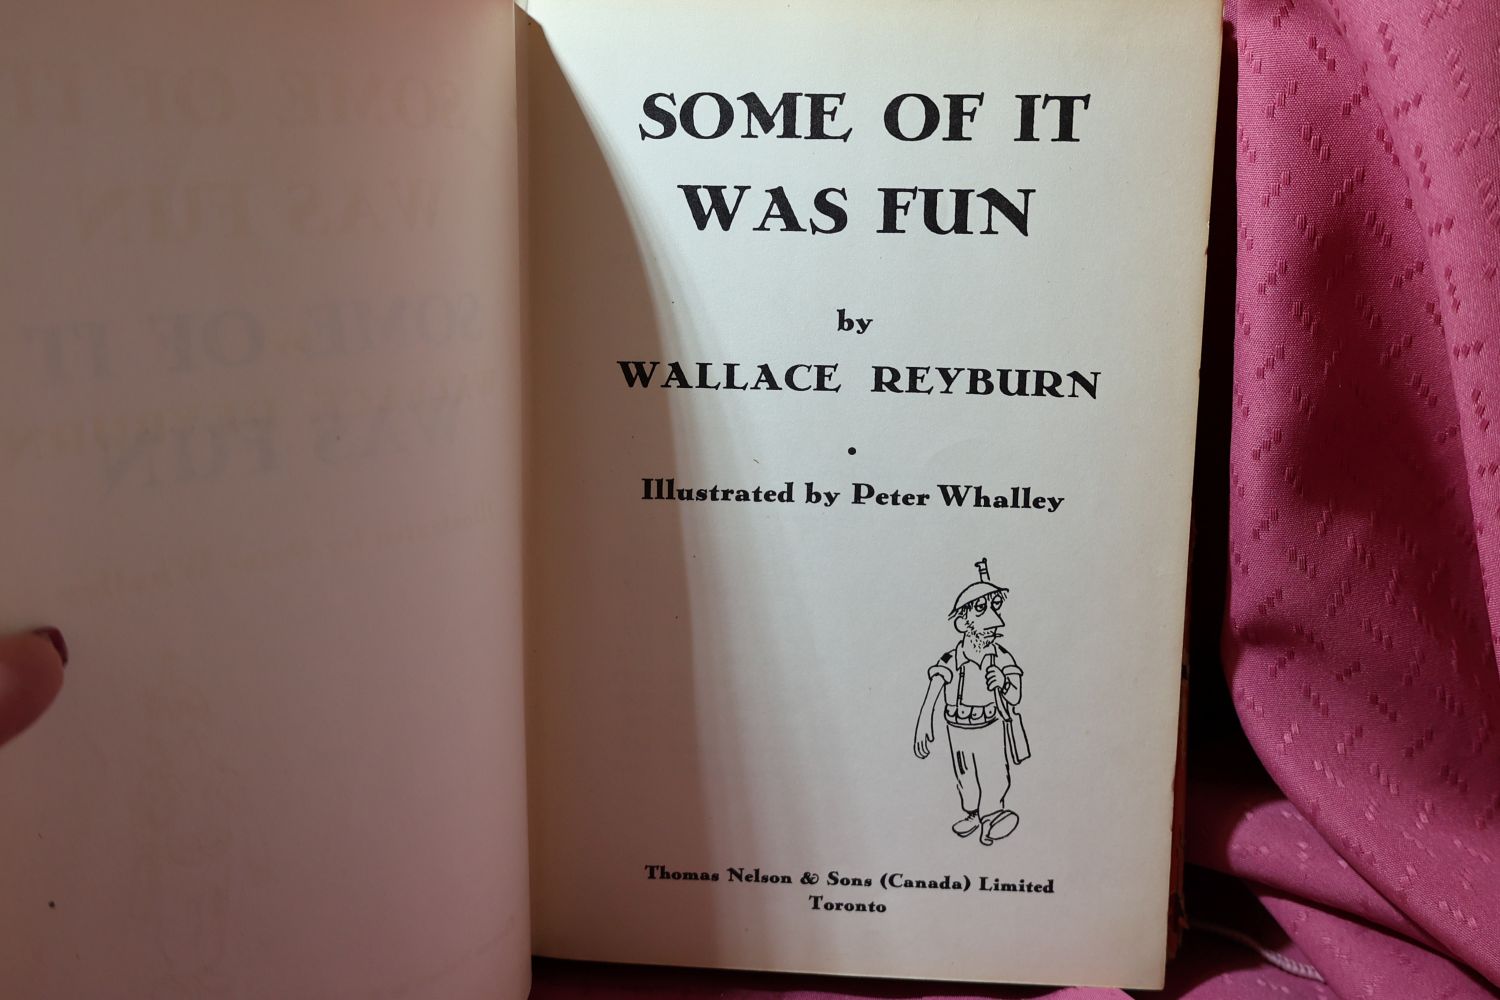 SOME OF IT
WAS FUN
by
WALLACE REYBURN
Illustrated by Peter Whalley
Thomas Nelson & Sons (Canada) Limited
Toronto